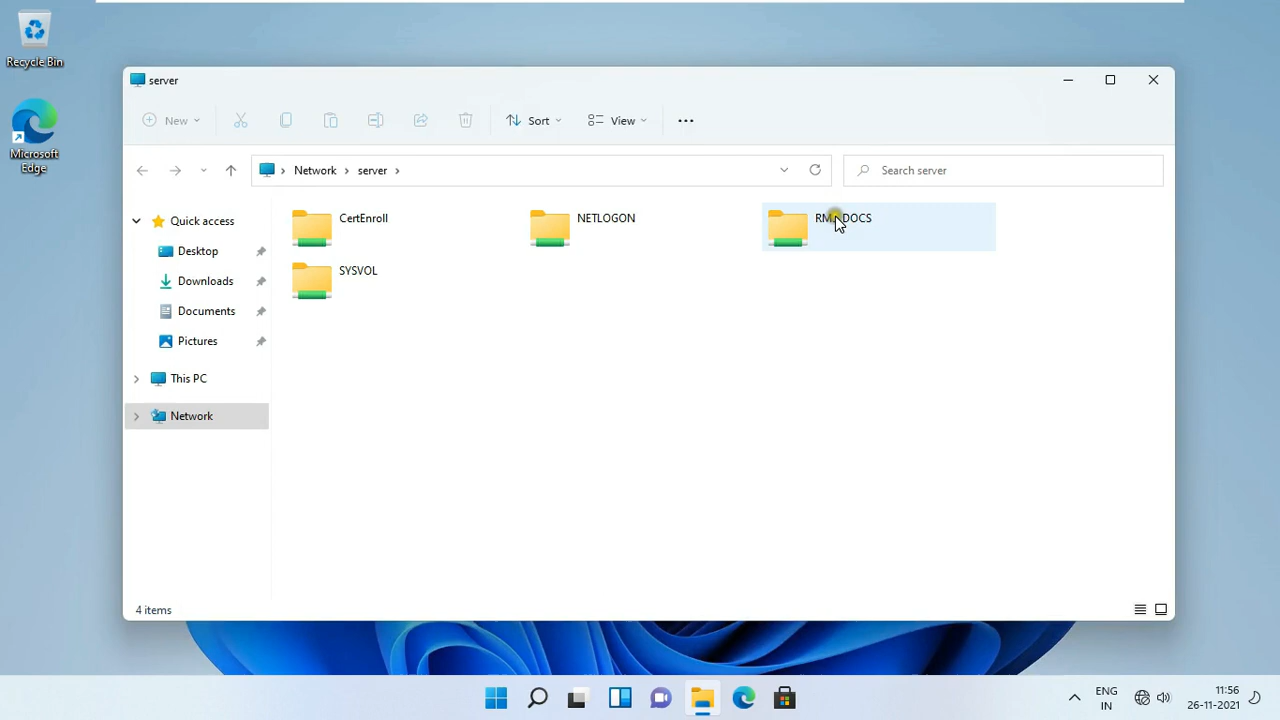 Recycle Bin
Microsoft
Edge
server
New
Sort
View
Network
server
Search server
Quick access
Desktop
Downloads
Documents
Pictures
This PC
Network
CertEnroll
NETLOGON
DOCS
SYSVOL
4 items
ENG
IN
11:56
26-11-2021